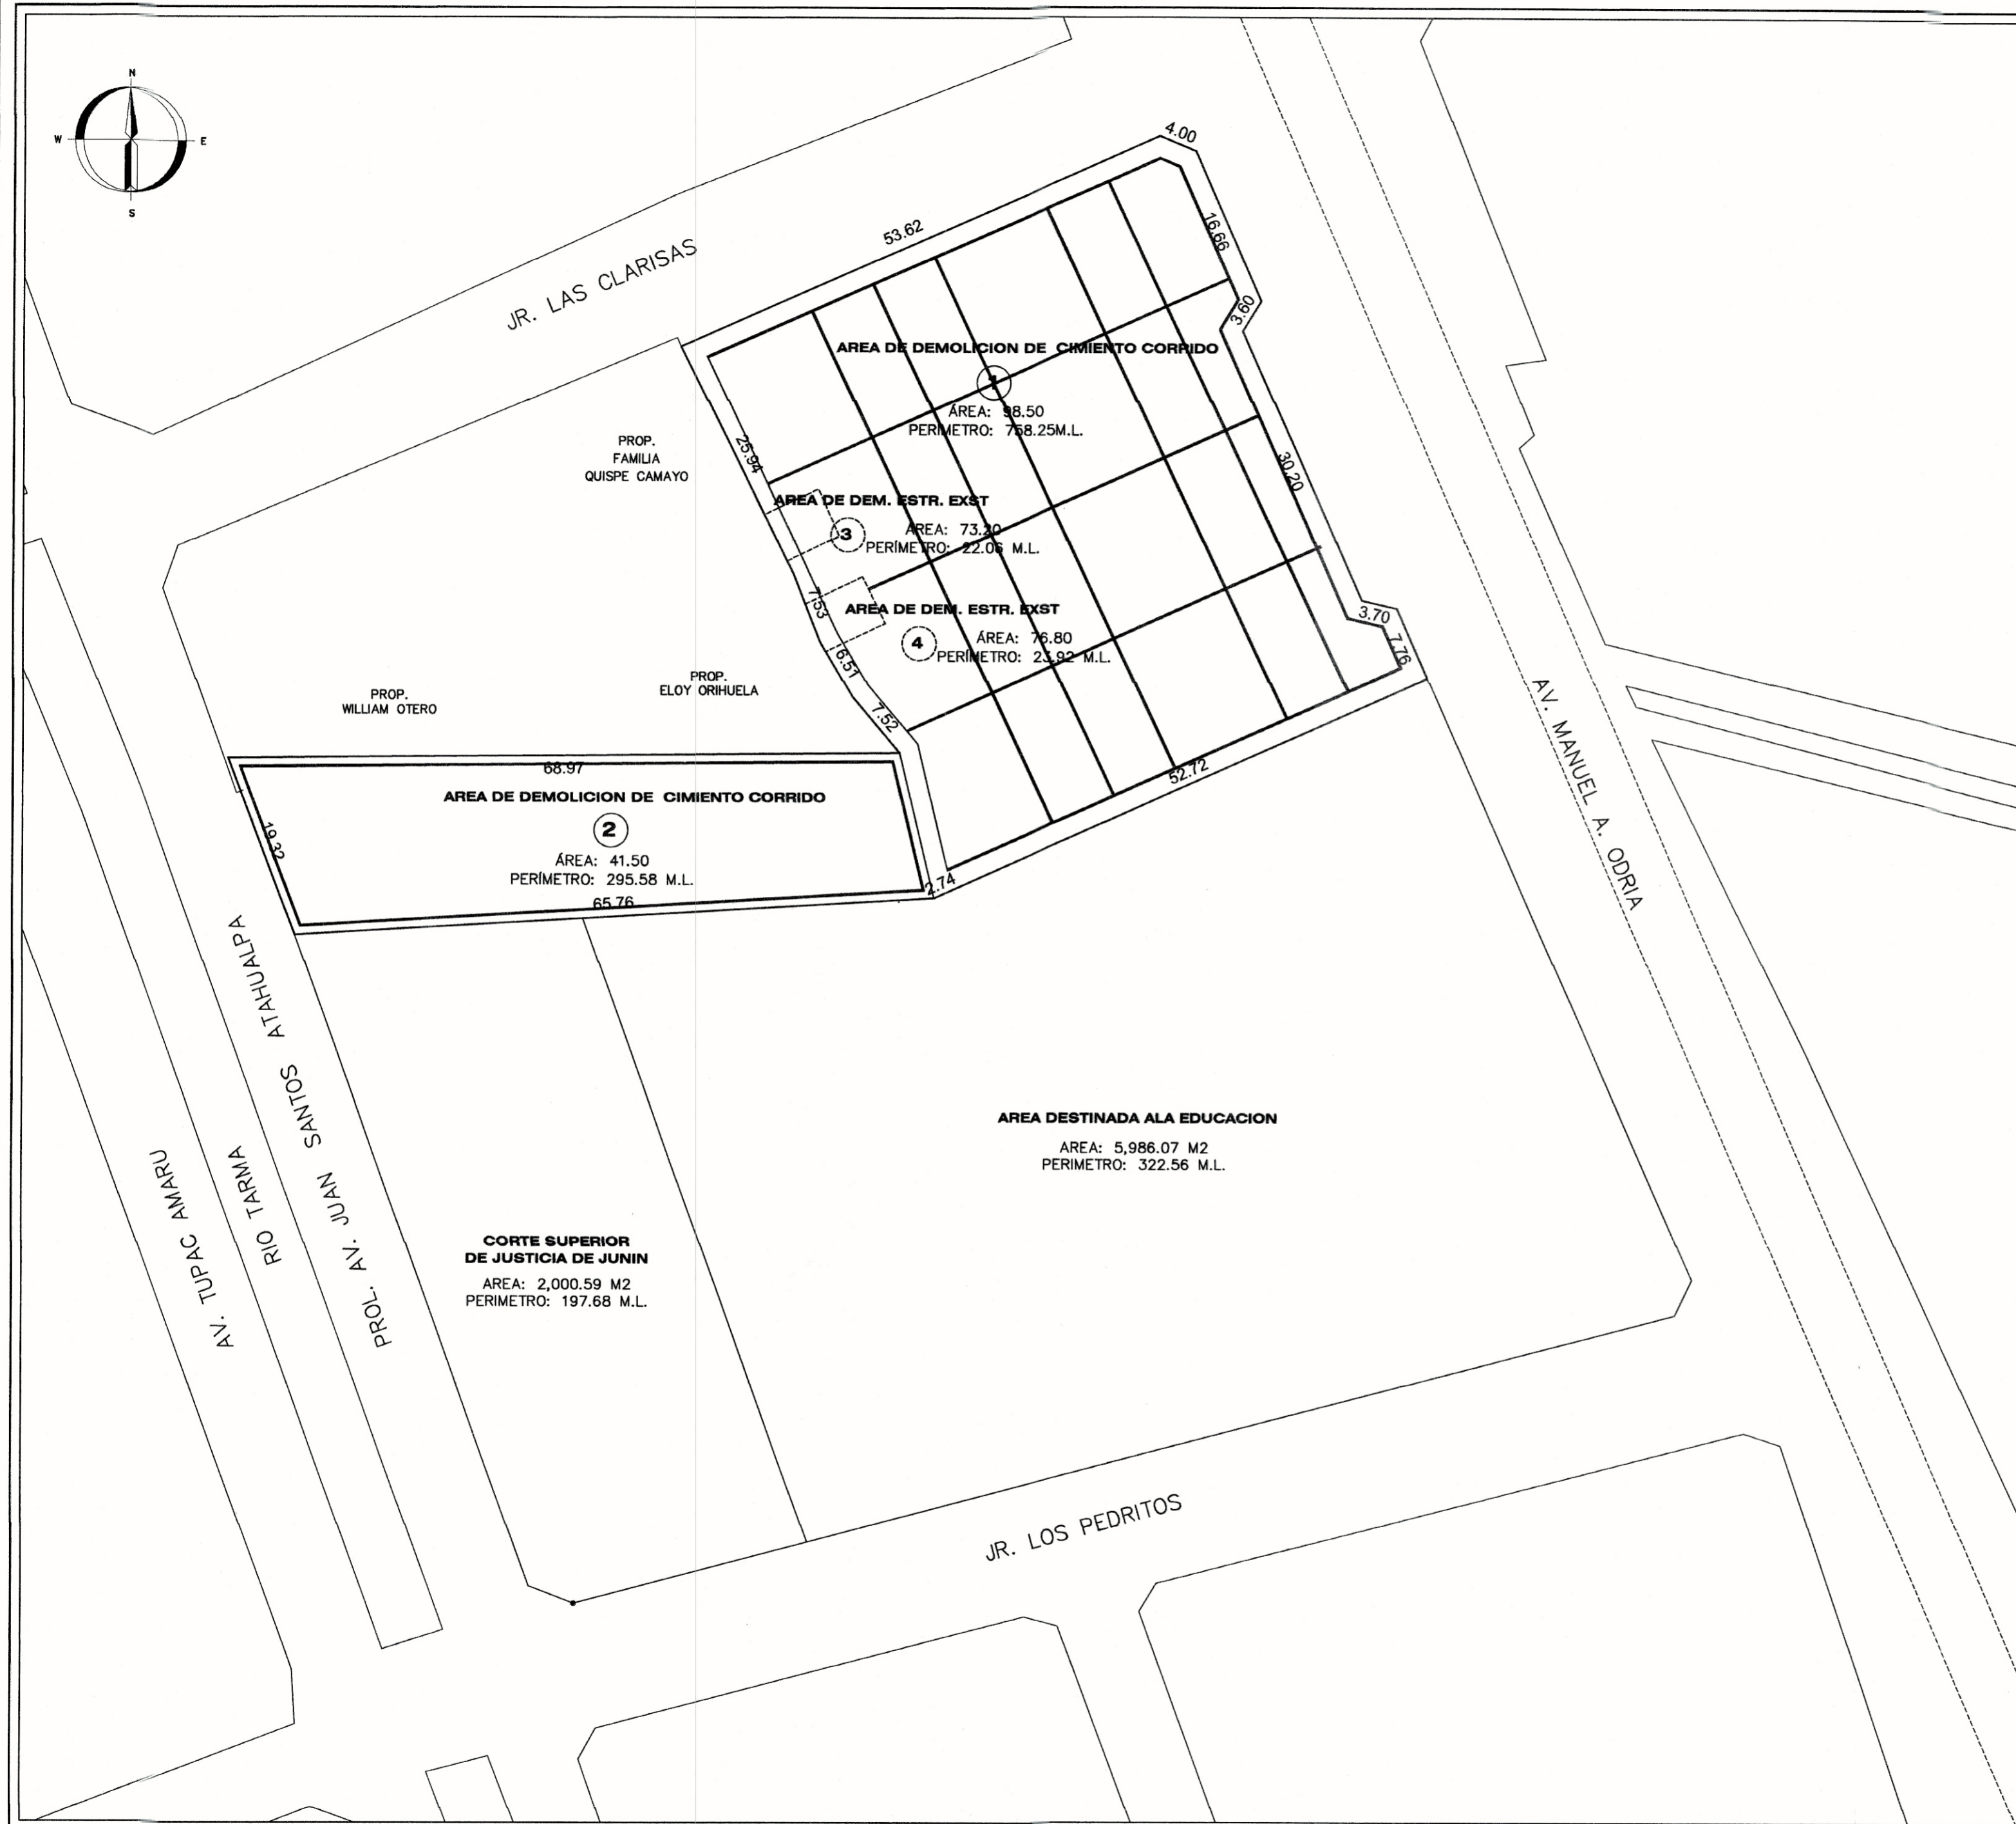 N
W
E
S
4.00
16.66
53.62
JR. LAS CLARISAS
3.60
AREA DE DEMOLICION DE CIMIENTO CORRIDO
1
ÁREA: 98.50
PERIMETRO: 758.25M.L.
PROP.
FAMILIA
QUISPE CAMAYO
25.94
30.20
AREA DE DEM. ESTR. EXST
3
ÁREA: 73.20
PERÍMETRO: 22.06 M.L.
7.53
AREA DE DEM. ESTR. EXST
4
ÁREA: 76.80
PERÍMETRO: 23.92 M.L.
3.70
7.76
6.51
7.52
PROP.
ELOY ORIHUELA
PROP.
WILLIAM OTERO
AV. MANUEL A. ODRIA
68.97
52.72
AREA DE DEMOLICION DE CIMIENTO CORRIDO
2
ÁREA: 41.50
PERÍMETRO: 295.58 M.L.
19.32
65.76
2.74
PROL. AV. JUAN SANTOS ATAHUALPA
RIO TARMA
AV. TUPAC AMARU
AREA DESTINADA ALA EDUCACION
AREA: 5,986.07 M2
PERIMETRO: 322.56 M.L.
CORTE SUPERIOR
DE JUSTICIA DE JUNIN
AREA: 2,000.59 M2
PERIMETRO: 197.68 M.L.
JR. LOS PEDRITOS